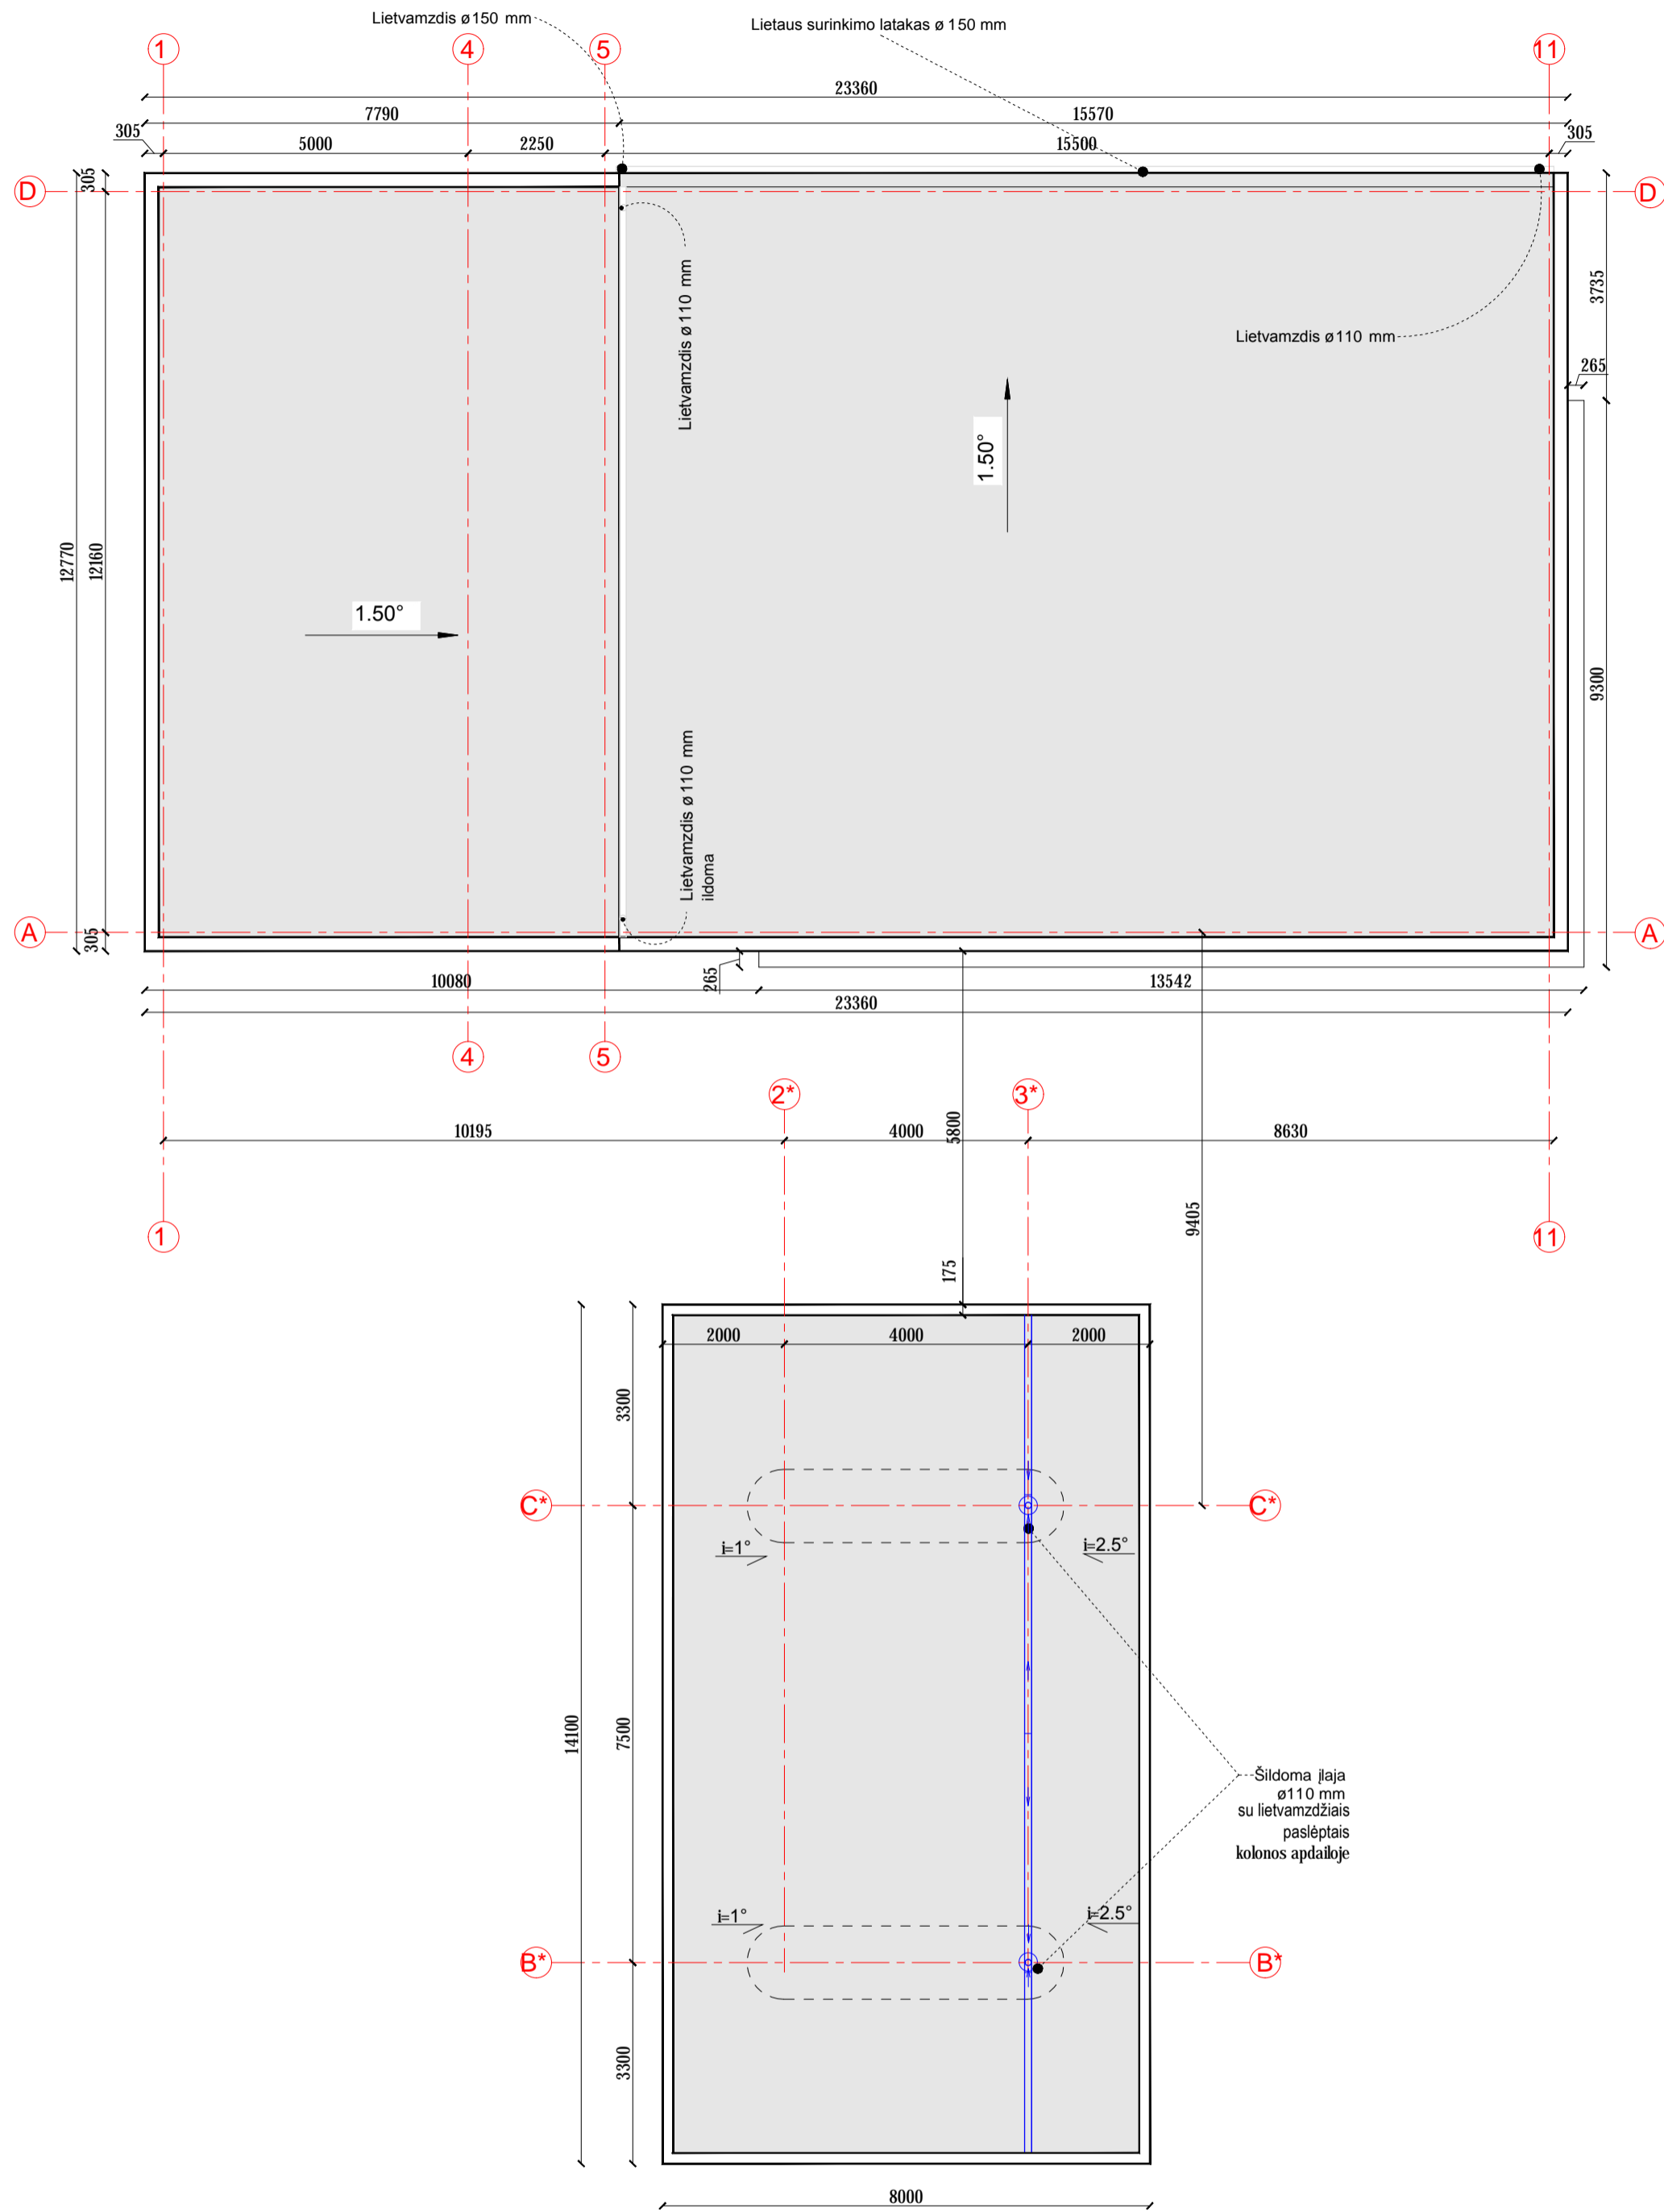 Lietvamzdis ø150 mm
Lietaus surinkimo latakas ø 150 mm
1
4
5
11
23360
7790
15570
305
5000
2250
15500
305
D
305
D
Lietvamzdis ø110 mm
3735
Lietvamzdis ø110 mm
265
1.50°
12770
12160
1.50°
9300
Lietvamzdis ø110 mm
ildoma
A
305
A
10080
265
13542
23360
4
5
2*
3*
10195
4000
5800
8630
9405
1
11
175
2000
4000
2000
3300
C*
C*
i=1°
i=2.5°
14100
7500
Šildoma įlaja
ø110 mm
su lietvamzdžiais
paslėptais
kolonos apdailoje
i=1°
i=2.5°
B*
B*
3300
8000